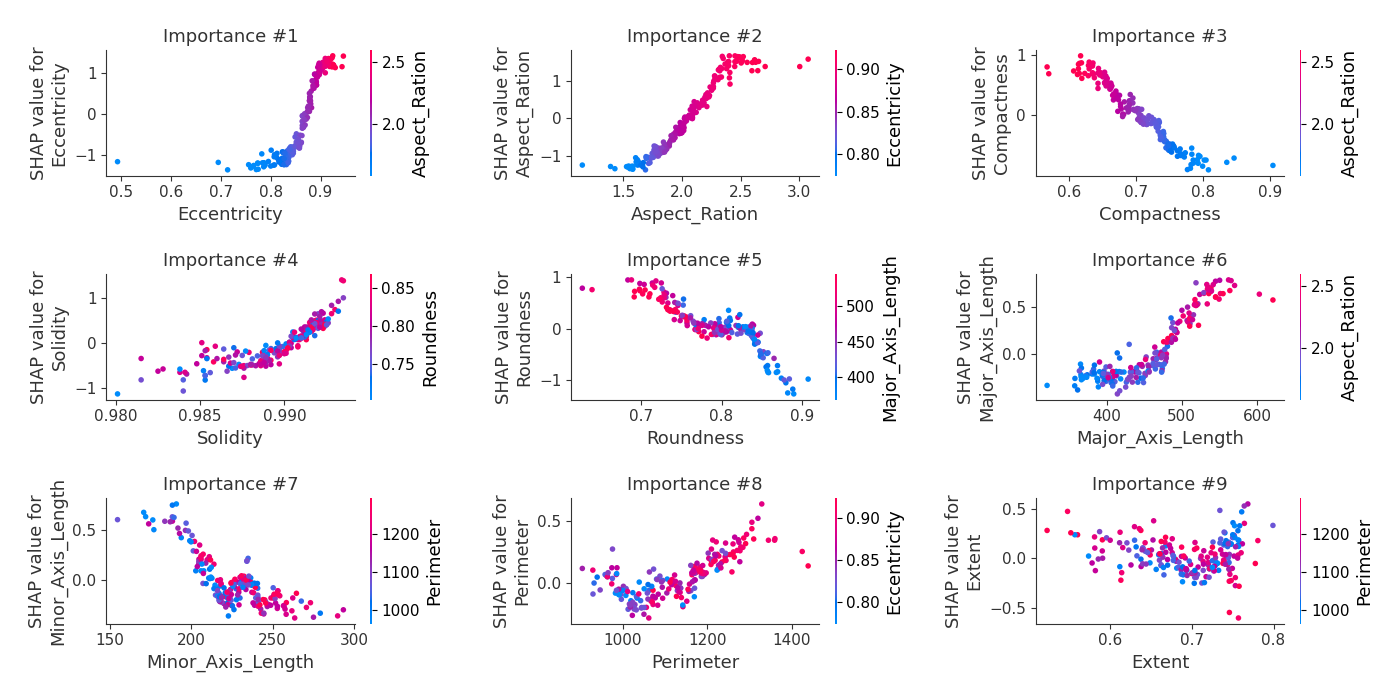 Importance #1
SHAP value for
Eccentricity
1
0
−1
0.5 0.6 0.7 0.8 0.9
Eccentricity
2.5
2.0
Aspect_Ration
Importance #2
SHAP value for
Aspect_Ration
1
0
−1
1.5 2.0 2.5 3.0
Aspect_Ration
0.90
0.85
0.80
Eccentricity
Importance #3
SHAP value for
Compactness
1
0
0.6 0.7 0.8 0.9
Compactness
2.5
2.0
Aspect_Ration
Importance #4
SHAP value for
Solidity
1
0
−1
0.980 0.985 0.990
Solidity
0.85
0.80
0.75
Roundness
Importance #5
SHAP value for
Roundness
1
0
−1
0.7 0.8 0.9
Roundness
500
450
400
Major_Axis_Length
Importance #6
SHAP value for
Major_Axis_Length
0.5
0.0
400 500 600
Major_Axis_Length
2.5
2.0
Aspect_Ration
Importance #7
SHAP value for
Minor_Axis_Length
0.5
0.0
150 200 250 300
Minor_Axis_Length
1200
1100
1000
Perimeter
Importance #8
SHAP value for
Perimeter
0.5
0.0
1000 1200 1400
Perimeter
0.90
0.85
0.80
Eccentricity
Importance #9
SHAP value for
Extent
0.5
0.0
−0.5
0.6 0.7 0.8
Extent
1200
1100
1000
Perimeter